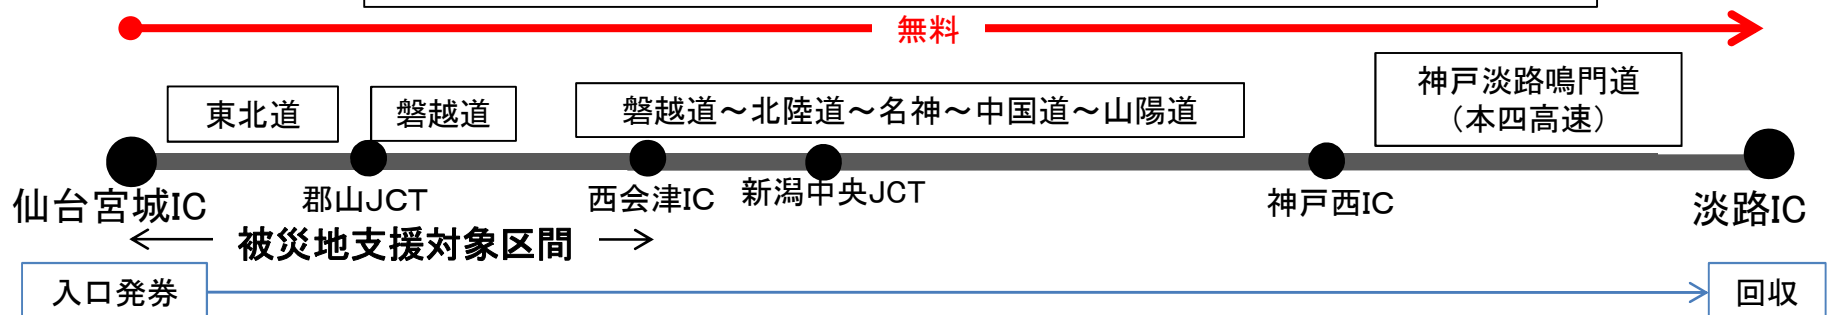 無料
東北道
磐越道
磐越道～北陸道～名神～中国道～山陽道
神戸淡路鳴門道
（本四高速）
仙台宮城IC
郡山JCT
西会津IC
新潟中央JCT
神戸西IC
淡路IC
被災地支援対象区間
入口発券
回収